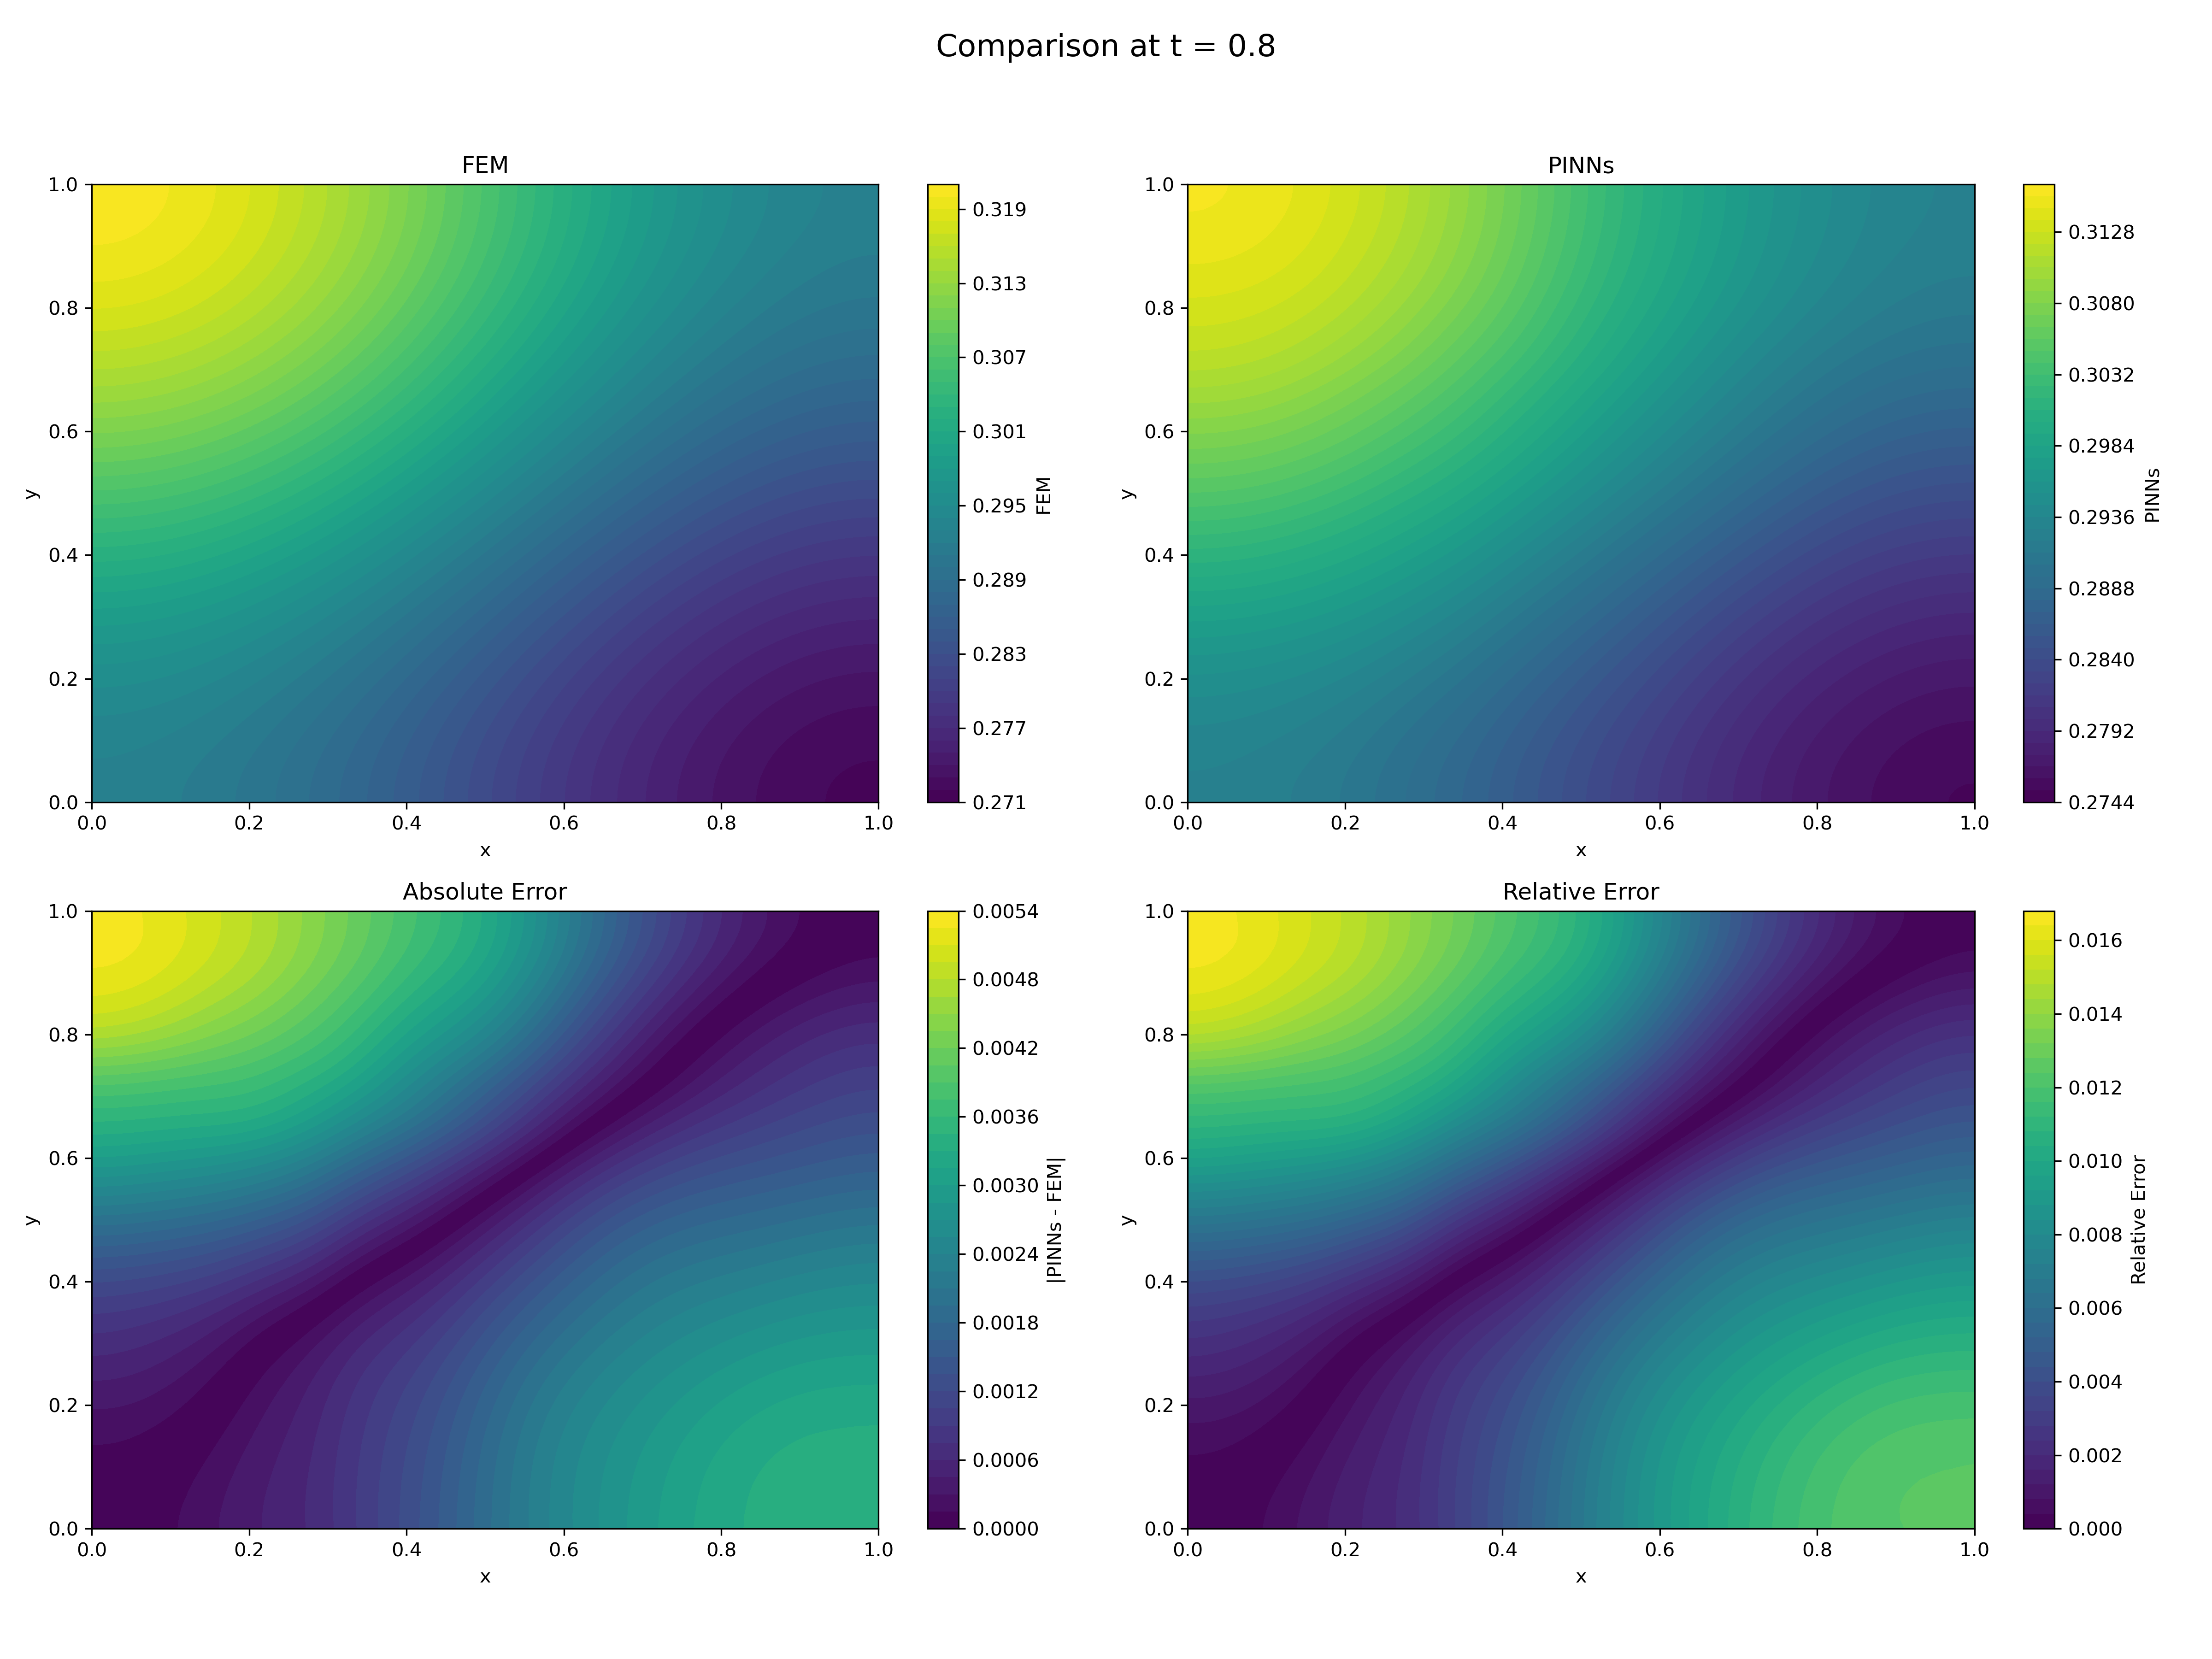 Comparison at t = 0.8
FEM
1.0
0.8
0.6
0.4
0.2
0.0
y
0.0 0.2 0.4 0.6 0.8 1.0
x
0.319
0.313
0.307
0.301
0.295
0.289
0.283
0.277
0.271
FEM
PINNs
1.0
0.8
0.6
0.4
0.2
0.0
y
0.0 0.2 0.4 0.6 0.8 1.0
x
0.3128
0.3080
0.3032
0.2984
0.2936
0.2888
0.2840
0.2792
0.2744
PINNs
Absolute Error
1.0
0.8
0.6
0.4
0.2
0.0
y
0.0 0.2 0.4 0.6 0.8 1.0
x
0.0054
0.0048
0.0042
0.0036
0.0030
0.0024
0.0018
0.0012
0.0006
0.0000
|PINNs - FEM|
Relative Error
1.0
0.8
0.6
0.4
0.2
0.0
y
0.0 0.2 0.4 0.6 0.8 1.0
x
0.016
0.014
0.012
0.010
0.008
0.006
0.004
0.002
0.000
Relative Error